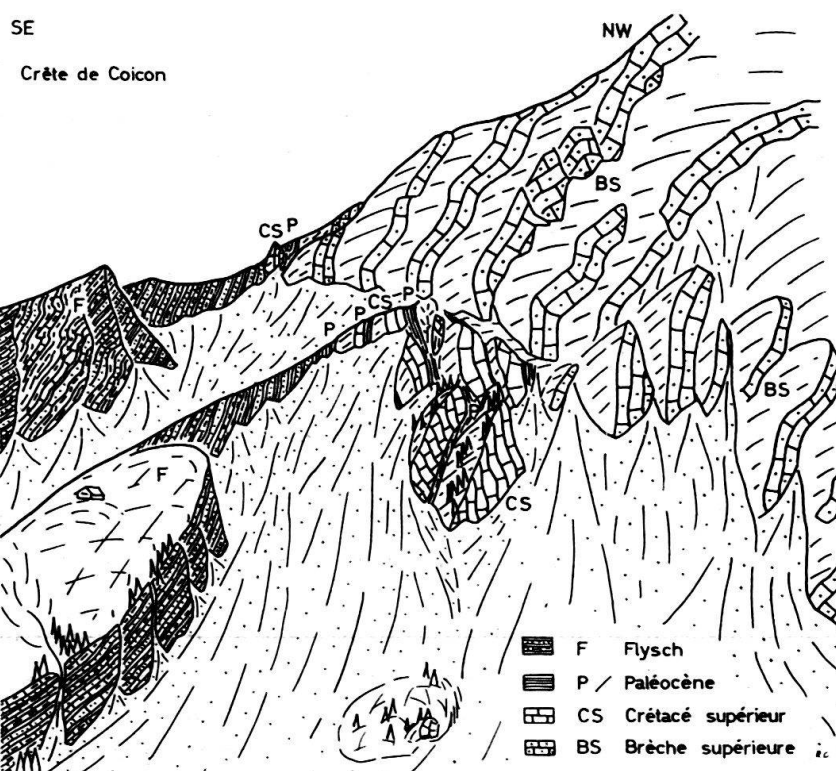 SE
NW
Crête de Coicon
BS
CS P
F
CS P
P
P
P
F
BS
CS
F Flysch
P Paléocène
CS Crétacé supérieur
BS Brèche supérieure